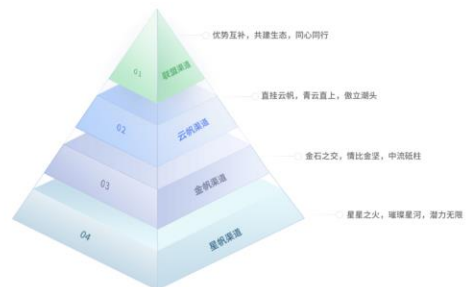 优势互补，共建生态，同心同行
01 联盟渠道
直挂云帆，青云直上，傲立潮头
02 云帆渠道
金石之交，情比金坚，中流砥柱
03 金帆渠道
星星之火，璀璨星河，潜力无限
04 星帆渠道